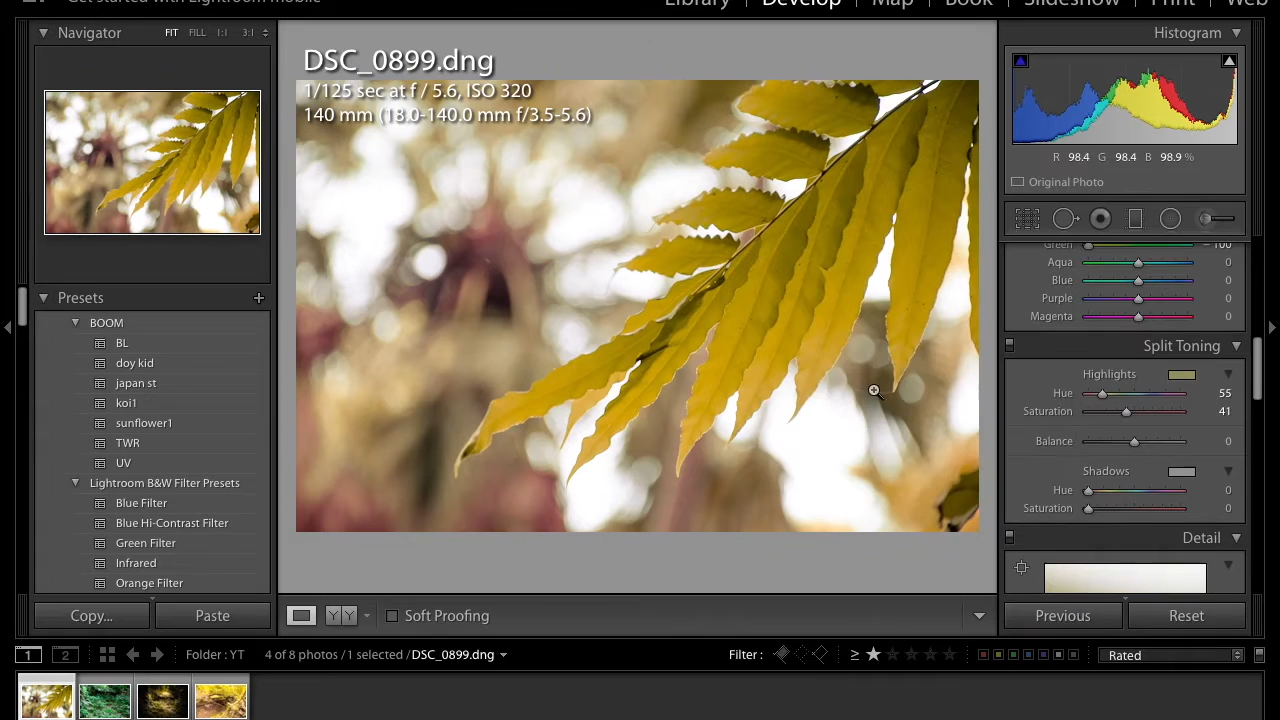 Get started with Lightroom mobile
Library Develop Map Book Slideshow Print Web
Navigator FIT FILL 1:1 3:1
Histogram
DSC_0899.dng
1/125 sec at f / 5.6, ISO 320
140 mm (18.0-140.0 mm f/3.5-5.6)
R 98.4 G 98.4 B 98.9 %
Original Photo
Green - 100
Aqua 0
Blue 0
Purple 0
Magenta 0
Presets +
BOOM
BL
doy kid
japan st
koi1
sunflower1
TWR
UV
Lightroom B&W Filter Presets
Blue Filter
Blue Hi-Contrast Filter
Green Filter
Infrared
Orange Filter
Split Toning
Highlights
Hue 55
Saturation 41
Balance 0
Shadows
Hue 0
Saturation 0
Detail
Copy... Paste
YY Soft Proofing
Previous Reset
1 2 Folder : YT 4 of 8 photos / 1 selected / DSC_0899.dng
Filter : ≥ ★★★★★ Rated